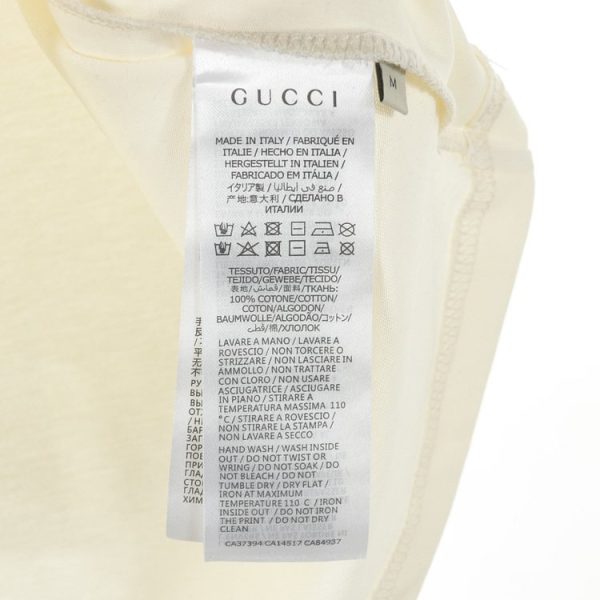 M
GUCCI
MADE IN ITALY / FABRIQUÉ EN
ITALIE / HECHO EN ITALIA /
HERGESTELLT IN ITALIEN /
FABRICADO EM ITÁLIA /
イタリア製 / صنع في ايطاليا /
产地:意大利 / СДЕЛАНО В
ИТАЛИИ
TESSUTO/FABRIC/TISSU/
TEJIDO/GEWEBE/TECIDO/
表地/قماش/面料/ТКАНЬ:
100% COTONE/COTTON/
COTON/ALGODON/
BAUMWOLLE/ALGODÃO/コットン/
قطن/棉/ХЛОПОК
LAVARE A MANO / LAVARE A
ROVESCIO / NON TORCERE O
STRIZZARE / NON LASCIARE IN
AMMOLLO / NON TRATTARE
CON CLORO / NON USARE
ASCIUGATRICE / ASCIUGARE
IN PIANO / STIRARE A
TEMPERATURA MASSIMA 110
°C / STIRARE A ROVESCIO /
NON STIRARE LA STAMPA /
NON LAVARE A SECCO
HAND WASH / WASH INSIDE
OUT / DO NOT TWIST OR
WRING / DO NOT SOAK / DO
NOT BLEACH / DO NOT
TUMBLE DRY / DRY FLAT /
IRON AT MAXIMUM
TEMPERATURE 110 C / IRON
INSIDE OUT / DO NOT IRON
THE PRINT / DO NOT DRY
CLEAN
CA37394 CA14517 CA84937